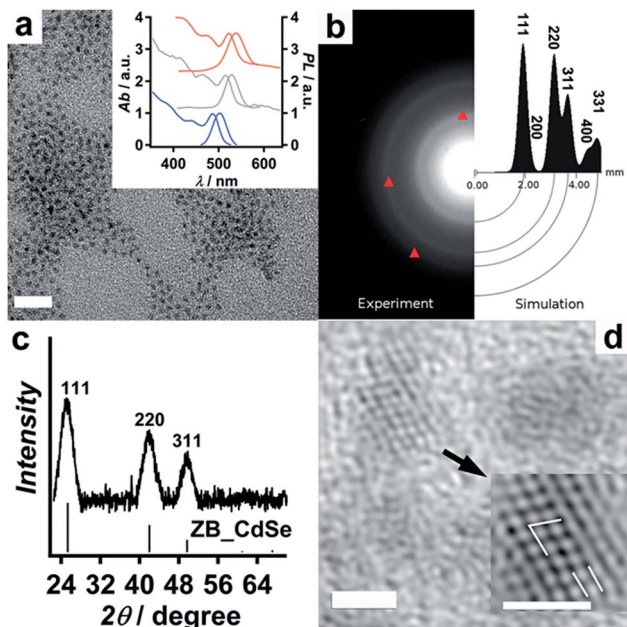 a
4
3
2
1
0
Ab / a.u.
4
3
2
1
0
PL / a.u.
400
500
600
λ / nm
b
111
220
311
200
400
331
0.00
2.00
4.00
mm
Experiment
Simulation
c
Intensity
111
220
311
ZB_CdSe
24 32 40 48 56 64
2θ / degree
d